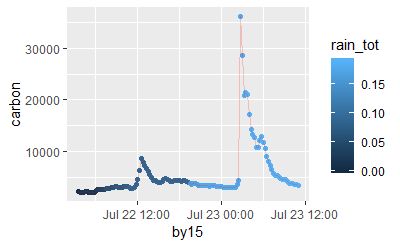 carbon
30000
20000
10000
Jul 22 12:00
Jul 23 00:00
Jul 23 12:00
by15
rain_tot
0.15
0.10
0.05
0.00